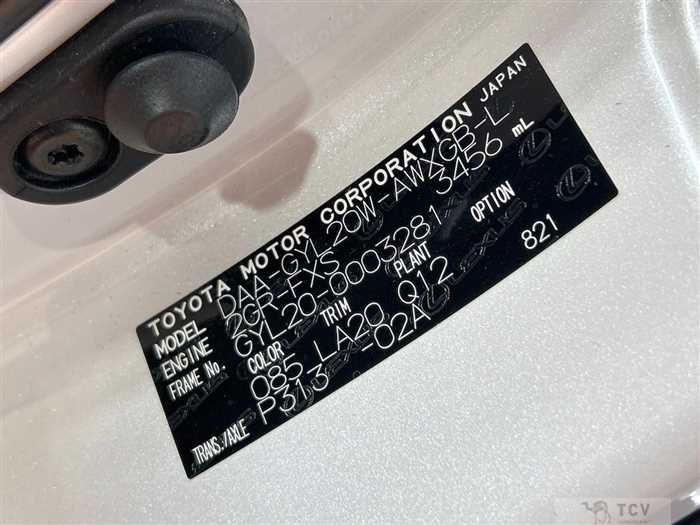 TOYOTA MOTOR CORPORATION JAPAN
MODEL DAA-GYL20W-AWXGB-L
ENGINE 2GR-FXS 3456 mL
FRAME No. GYL20-0003281
COLOR TRIM PLANT OPTION
085 LA20 Q12 821
TRANS./AXLE P313 -02A
TCV